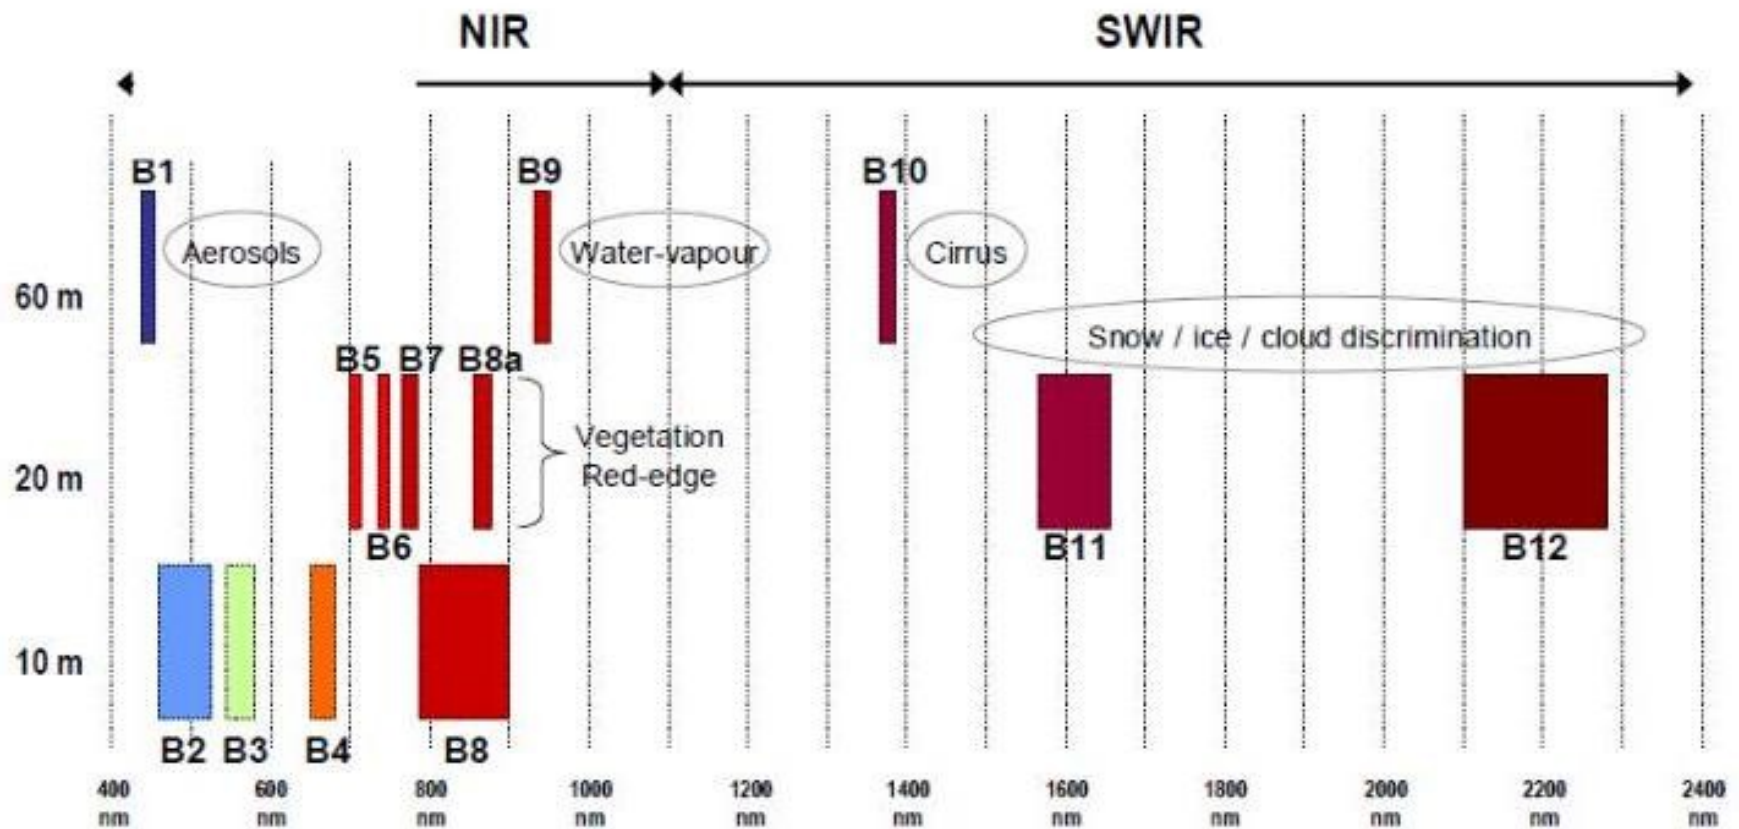 NIR
SWIR
B1
B9
B10
Aerosols
Water-vapour
Cirrus
60 m
Snow / ice / cloud discrimination
B5
B7
B8a
Vegetation
Red-edge
20 m
B6
B11
B12
10 m
B2
B3
B4
B8
400
600
800
1000
1200
1400
1600
1800
2000
2200
2400
nm
nm
nm
nm
nm
nm
nm
nm
nm
nm
nm